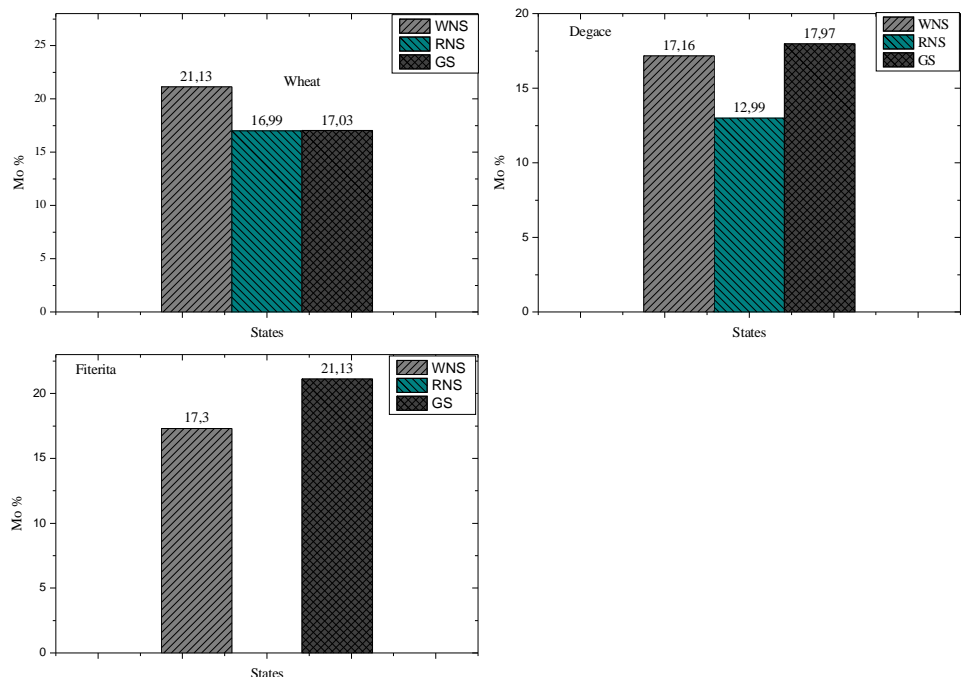 WNS
RNS
GS
Wheat
21,13
16,99
17,03
25
20
15
10
5
0
Mo %
States
WNS
RNS
GS
Degace
17,16
12,99
17,97
20
15
10
5
0
Mo %
States
WNS
RNS
GS
Fiterita
17,3
21,13
20
15
10
5
0
Mo %
States